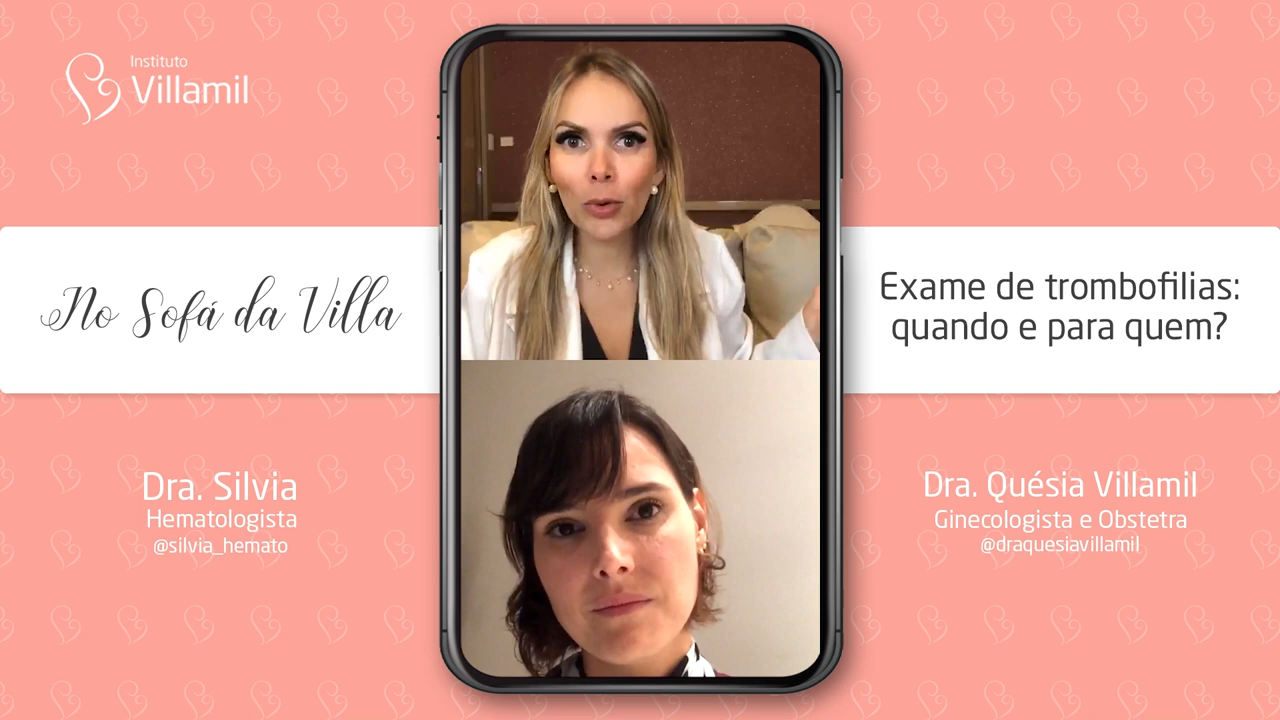 Instituto
Villamil
No Sofá da Villa
Exame de trombofilias:
quando e para quem?
Dra. Silvia
Hematologista
@silvia_hemato
Dra. Quésia Villamil
Ginecologista e Obstetra
@draquesiavillamil